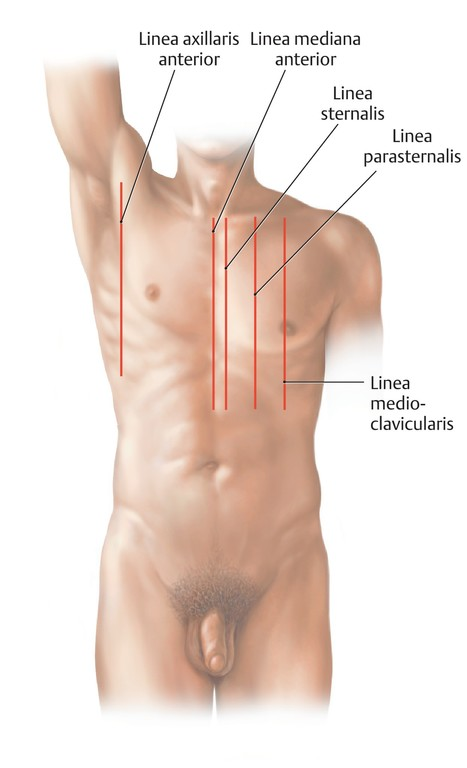 Linea axillaris
anterior
Linea mediana
anterior
Linea
sternalis
Linea
parasternalis
Linea
medio-
clavicularis